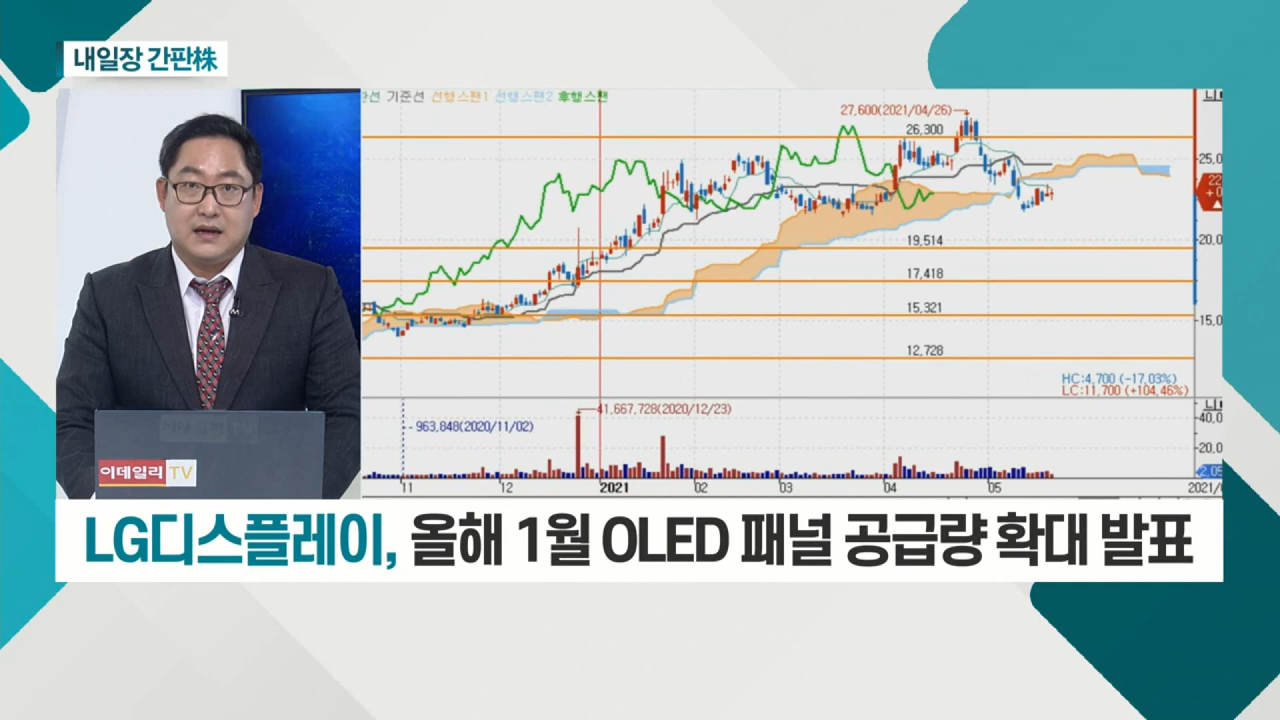 내일장 간판株
기준선 선행스팬1 선행스팬2 후행스팬
27,600(2021/04/26)
26,300
25,0
22
+0
20,0
19,514
17,418
15,321
15,0
12,728
HC:4,700 (-17,03%)
LC:11,700 (+104,46%)
41,667,728(2020/12/23)
963,848(2020/11/02)
40,0
20,0
2,05
11 12 2021 02 03 04 05 2021/
이데일리 TV
LG디스플레이, 올해 1월 OLED 패널 공급량 확대 발표